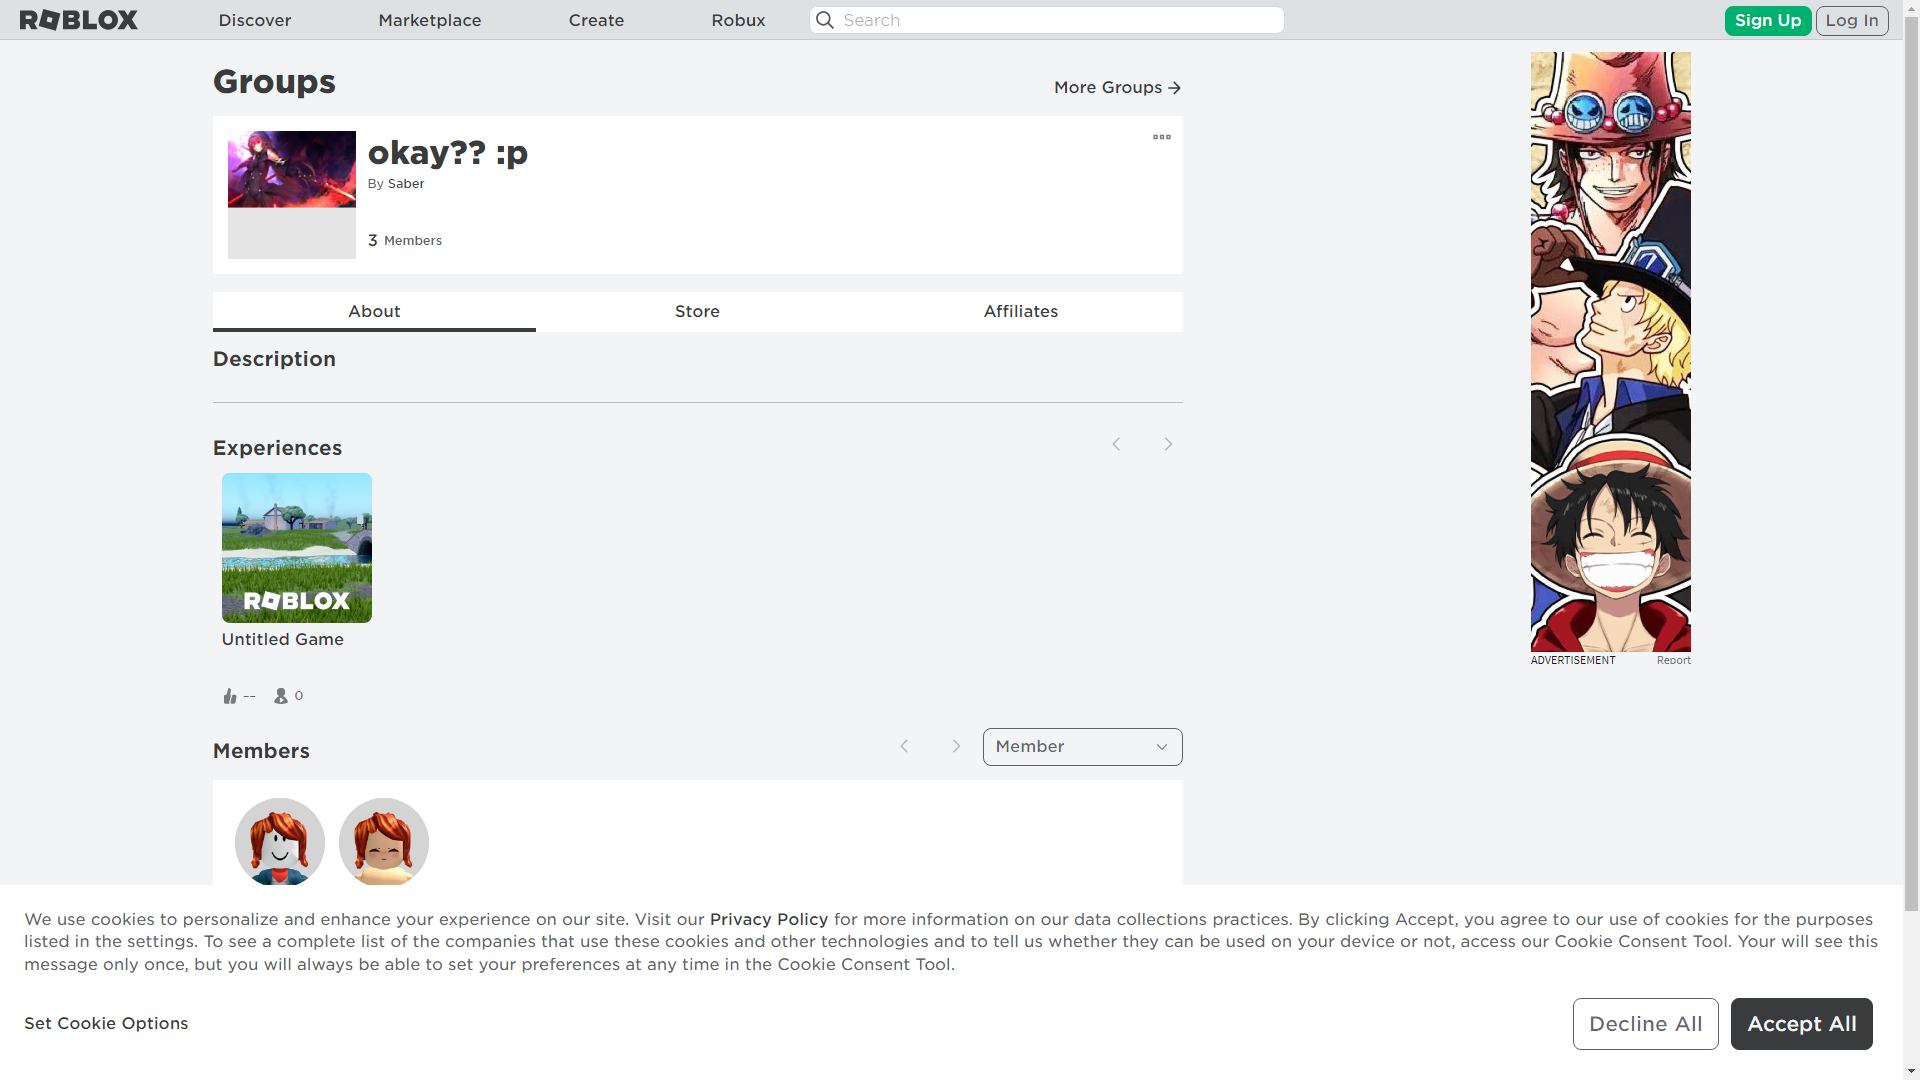 ROBLOX
Discover
Marketplace
Create
Robux
Search
Sign Up
Log In
Groups
More Groups
okay?? :p
By Saber
3 Members
About
Store
Affiliates
Description
Experiences
ROBLOX
Untitled Game
-- 0
ADVERTISEMENT
Report
Members
Member
We use cookies to personalize and enhance your experience on our site. Visit our Privacy Policy for more information on our data collections practices. By clicking Accept, you agree to our use of cookies for the purposes
listed in the settings. To see a complete list of the companies that use these cookies and other technologies and to tell us whether they can be used on your device or not, access our Cookie Consent Tool. Your will see this
message only once, but you will always be able to set your preferences at any time in the Cookie Consent Tool.
Set Cookie Options
Decline All
Accept All